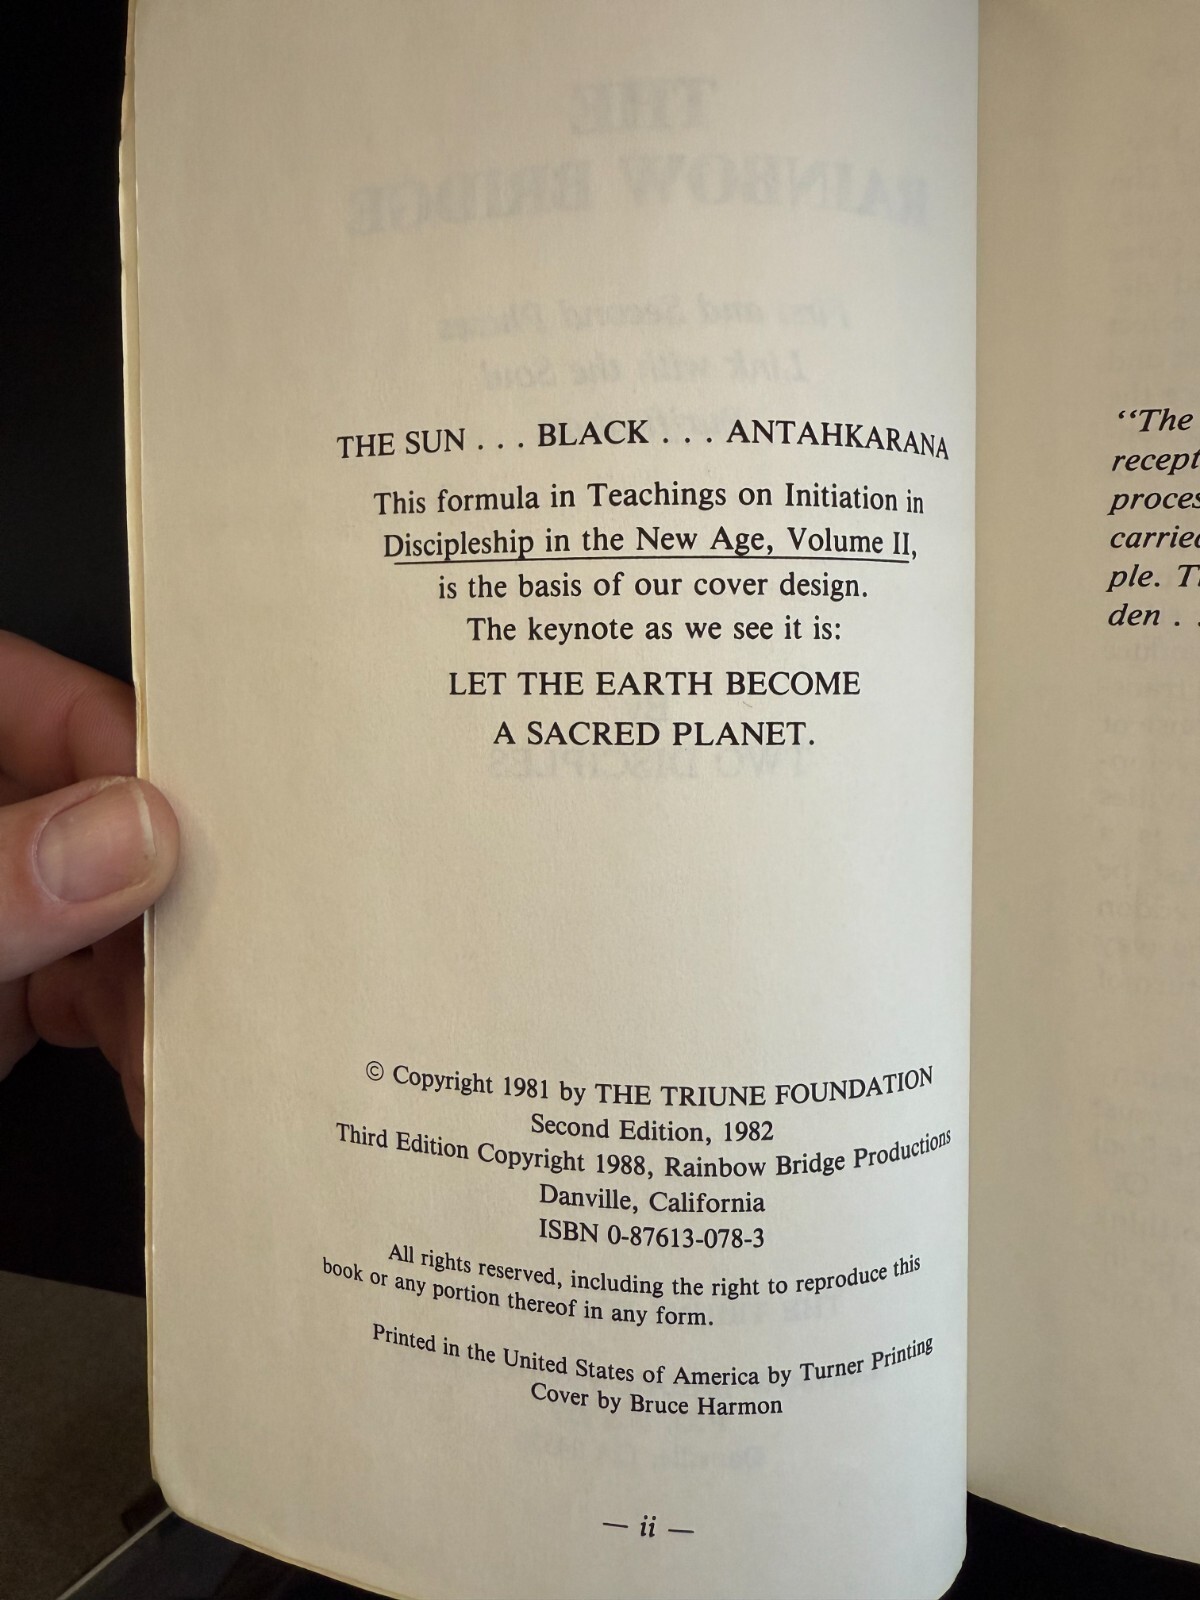 THE SUN . . . BLACK . . . ANTAHKARANA
This formula in Teachings on Initiation in
Discipleship in the New Age, Volume II,
is the basis of our cover design.
The keynote as we see it is:
LET THE EARTH BECOME
A SACRED PLANET.
© Copyright 1981 by THE TRIUNE FOUNDATION
Second Edition, 1982
Third Edition Copyright 1988, Rainbow Bridge Productions
Danville, California
ISBN 0-87613-078-3
All rights reserved, including the right to reproduce this
book or any portion thereof in any form.
Printed in the United States of America by Turner Printing
Cover by Bruce Harmon
— ii —
“The
recept
proces
carried
ple. T
den . .